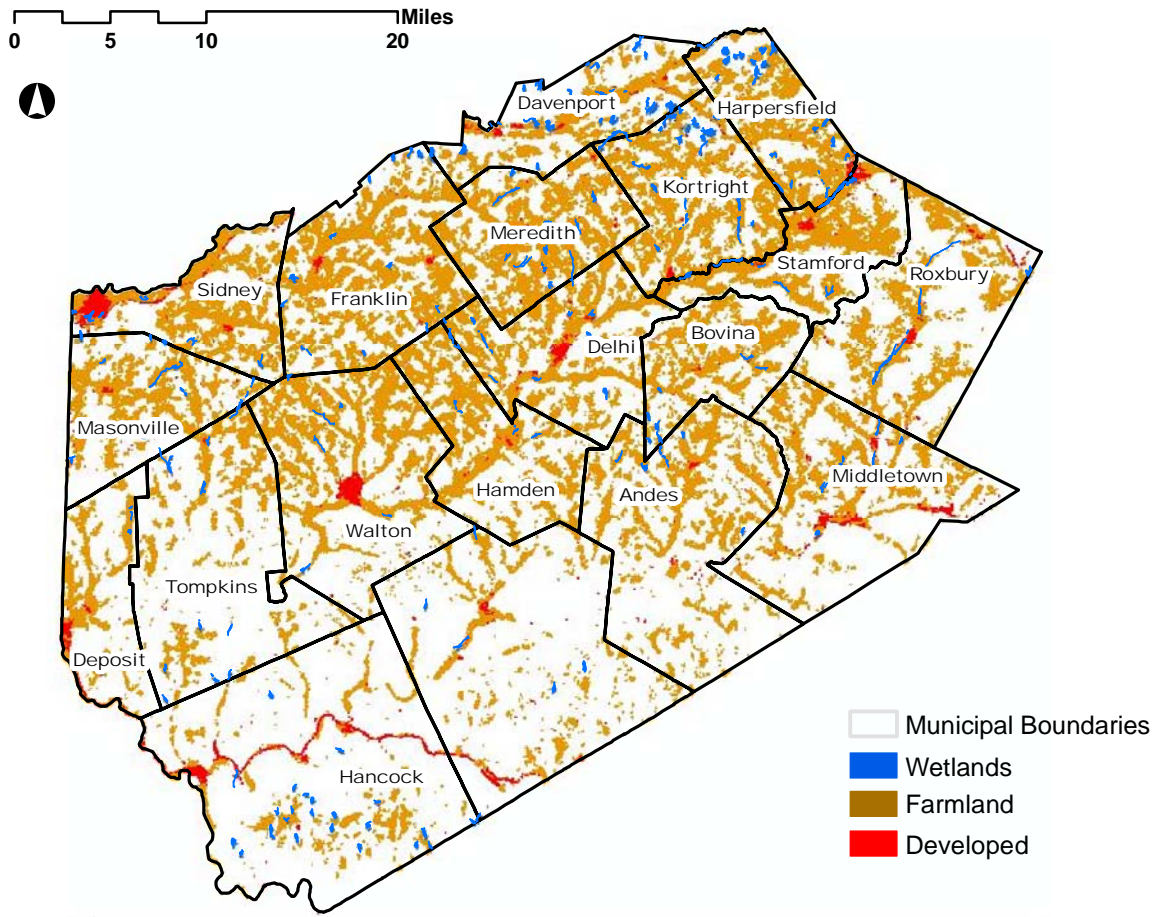 Miles
0 5 10 20
Davenport
Harpersfield
Kortright
Meredith
Stamford
Roxbury
Sidney
Franklin
Bovina
Delhi
Masonville
Middletown
Hamden
Andes
Walton
Tompkins
Deposit
Hancock
Municipal Boundaries
Wetlands
Farmland
Developed